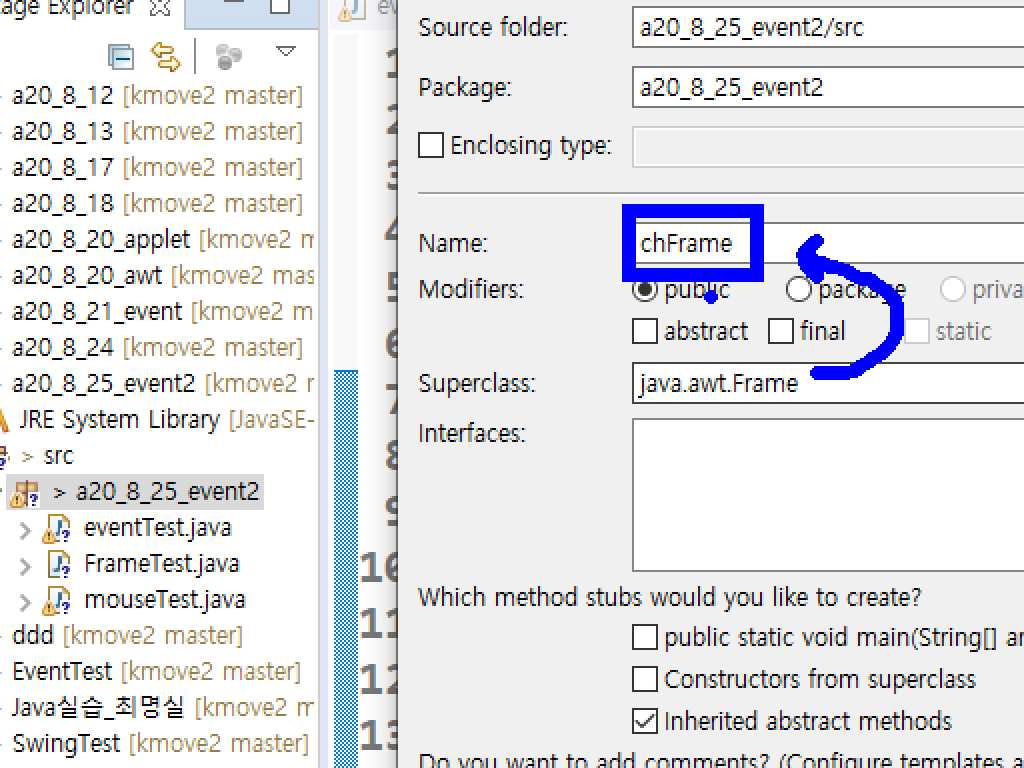 Explorer
a20_8_12 [kmove2 master]
a20_8_13 [kmove2 master]
a20_8_17 [kmove2 master]
a20_8_18 [kmove2 master]
a20_8_20_applet [kmove2 m
a20_8_20_awt [kmove2 mas
a20_8_21_event [kmove2 m
a20_8_24 [kmove2 master]
a20_8_25_event2 [kmove2 r
JRE System Library [JavaSE-
> src
> a20_8_25_event2
eventTest.java
FrameTest.java
mouseTest.java
ddd [kmove2 master]
EventTest [kmove2 master]
Java실습_최명실 [kmove2 m
SwingTest [kmove2 master]
1
2
3
4
5
6
7
8
9
10
11
12
13
Source folder: a20_8_25_event2/src
Package: a20_8_25_event2
Enclosing type:
Name: chFrame
Modifiers: public package priva
abstract final static
Superclass: java.awt.Frame
Interfaces:
Which method stubs would you like to create?
public static void main(String[] ar
Constructors from superclass
Inherited abstract methods
Do you want to add comments? (Configure templates a